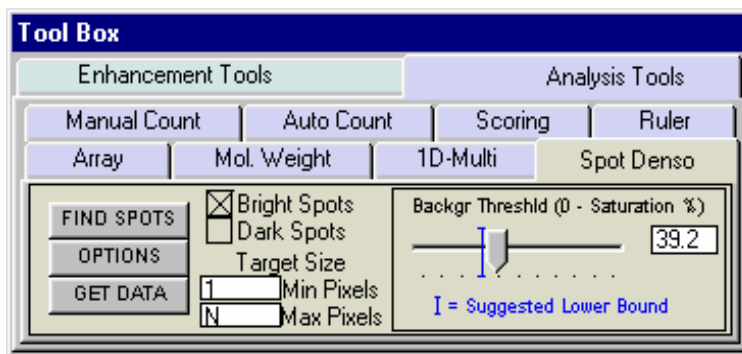 Tool Box
Enhancement Tools
Analysis Tools
Manual Count
Auto Count
Scoring
Ruler
Array
Mol. Weight
1D-Multi
Spot Denso
FIND SPOTS
OPTIONS
GET DATA
Bright Spots
Dark Spots
Target Size
1 Min Pixels
N Max Pixels
Backgr Threshld (0 - Saturation %)
39.2
I = Suggested Lower Bound